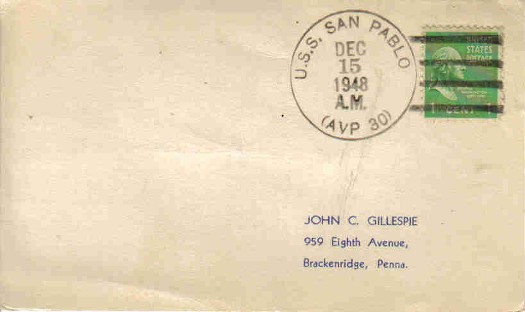 U.S.S. SAN PABLO
DEC
15
1948
A.M.
(AVP 30)
UNITED
STATES
POSTAGE
1 CENT
JOHN C. GILLESPIE
959 Eighth Avenue,
Brackenridge, Penna.